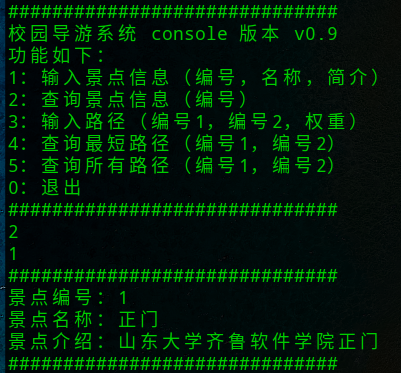 ##############################
校园导游系统 console 版本 v0.9
功能如下：
1：输入景点信息（编号，名称，简介）
2：查询景点信息（编号）
3：输入路径（编号1，编号2，权重）
4：查询最短路径（编号1，编号2）
5：查询所有路径（编号1，编号2）
0：退出
##############################
2
1
##############################
景点编号：1
景点名称：正门
景点介绍：山东大学齐鲁软件学院正门
##############################